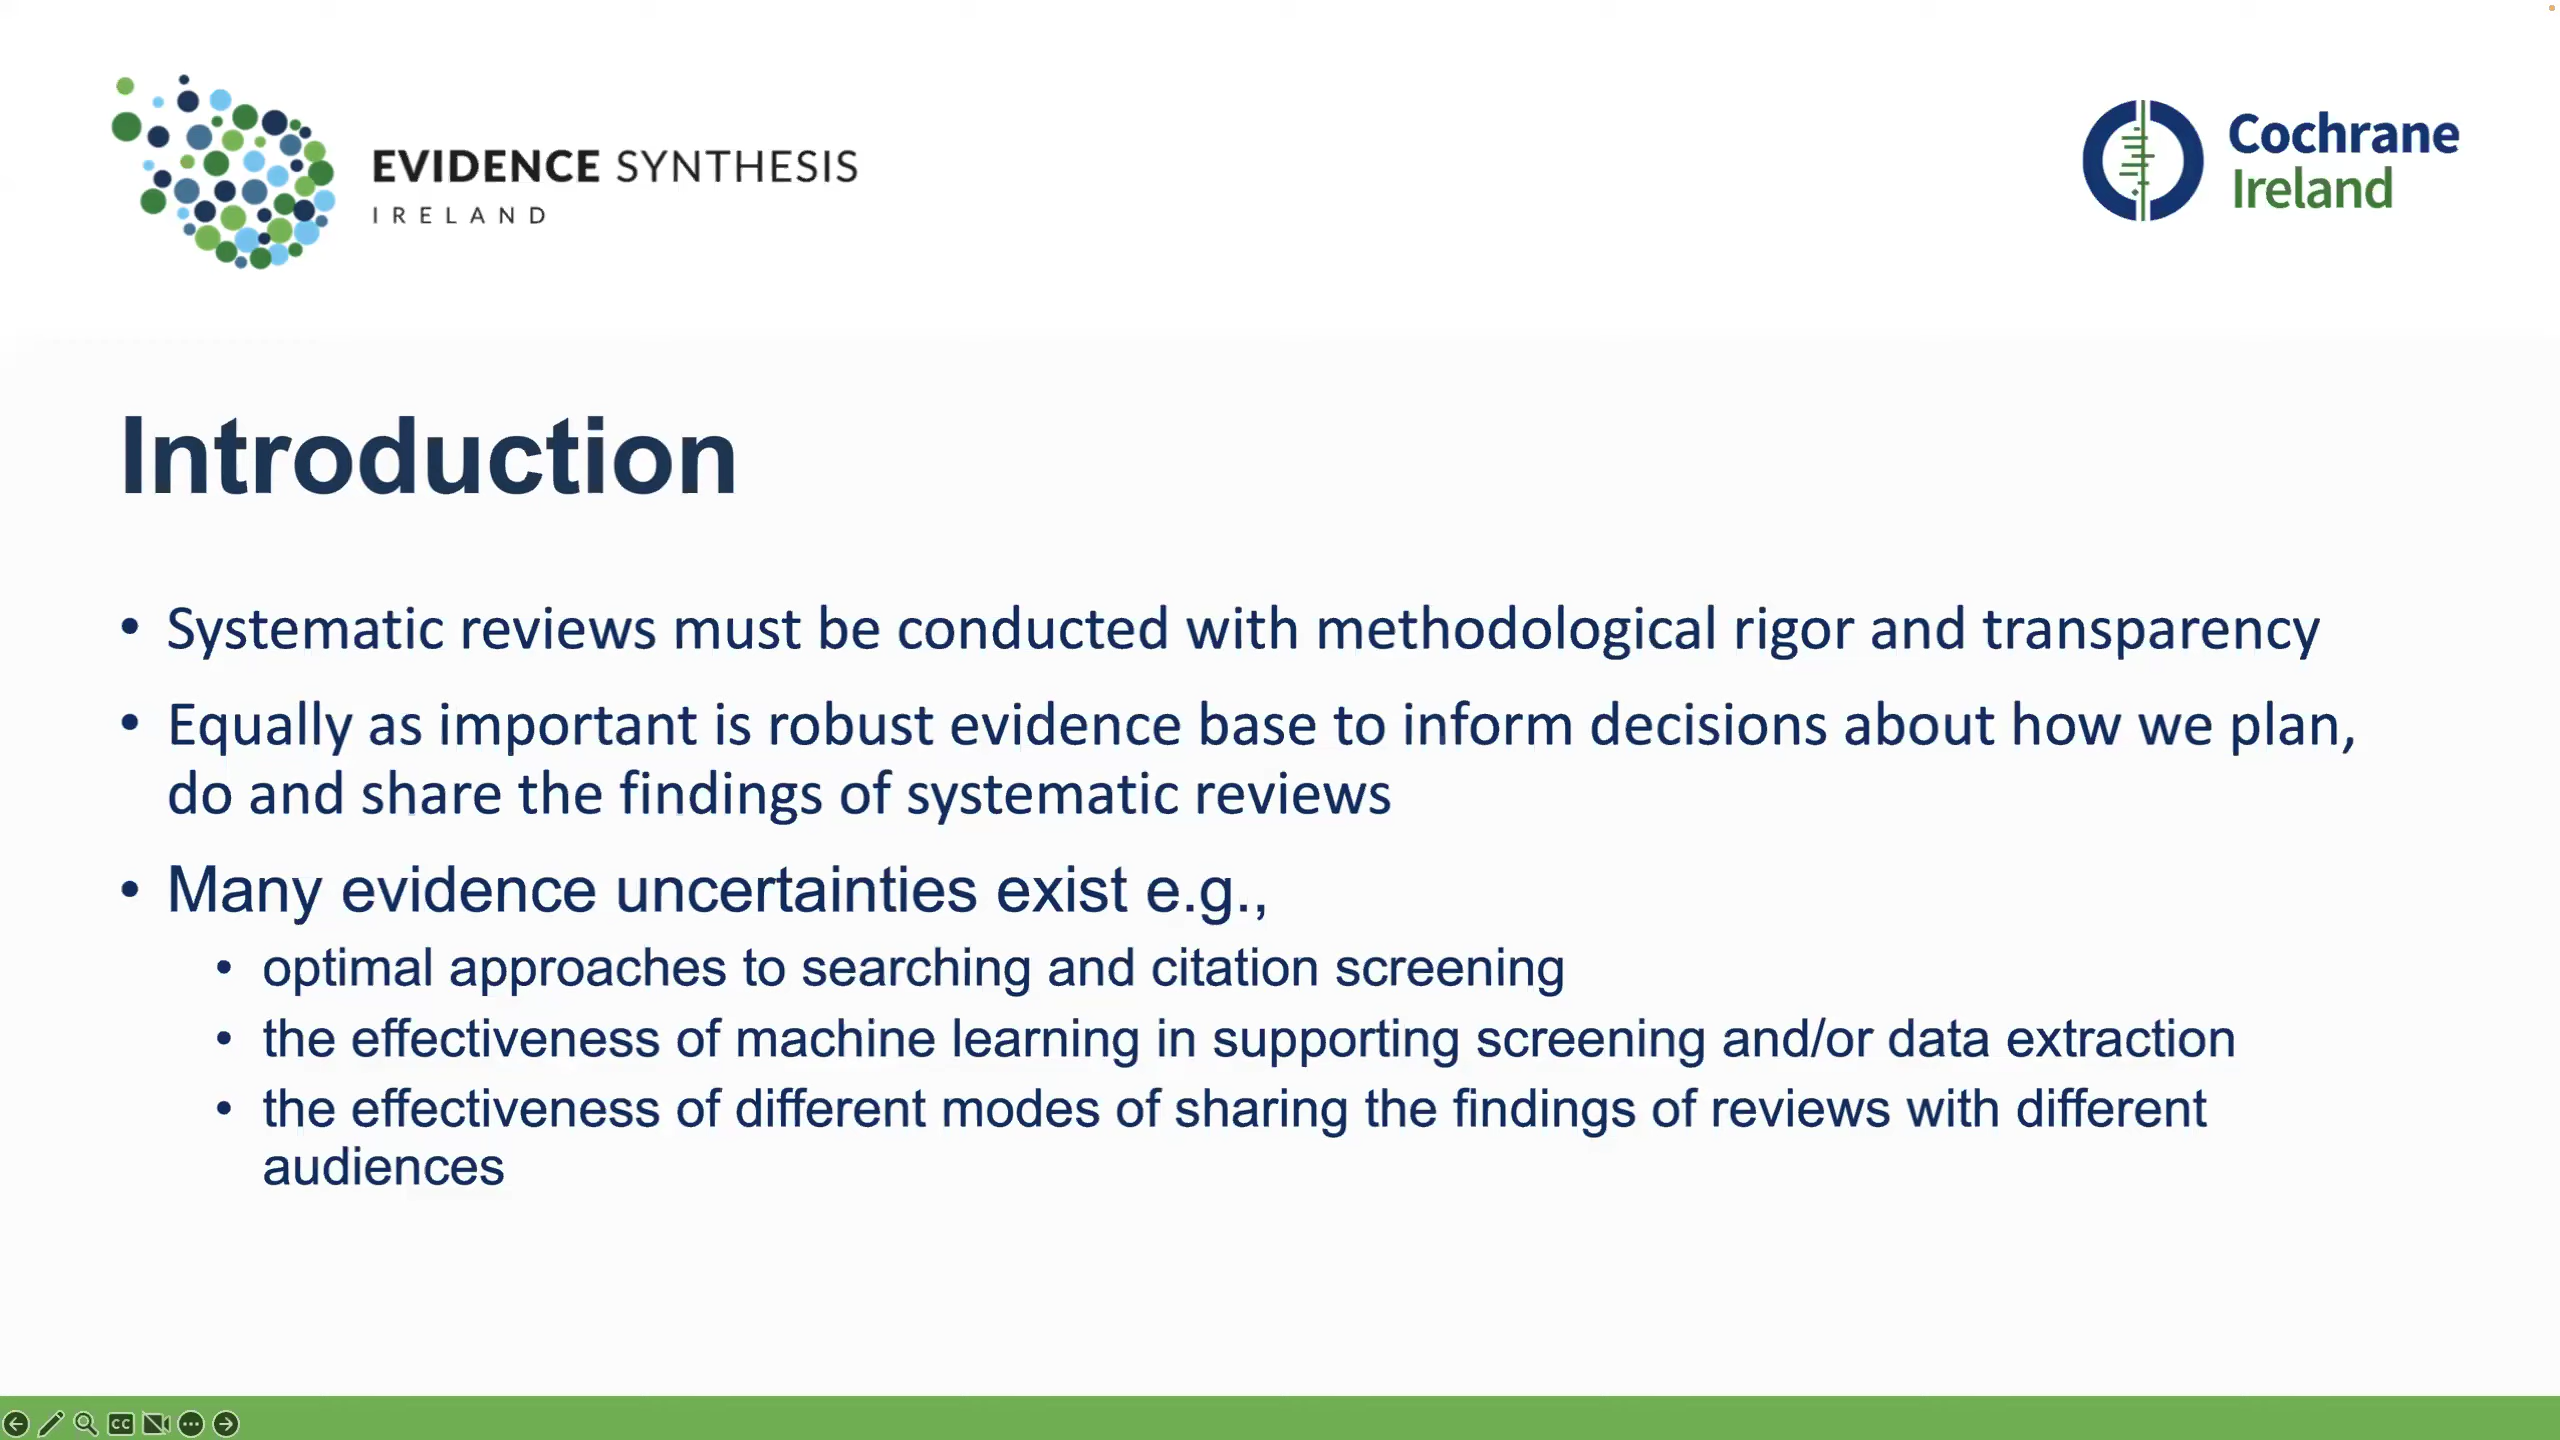 EVIDENCE SYNTHESIS
IRELAND
Cochrane
Ireland
Introduction
• Systematic reviews must be conducted with methodological rigor and transparency
• Equally as important is robust evidence base to inform decisions about how we plan,
do and share the findings of systematic reviews
• Many evidence uncertainties exist e.g.,
• optimal approaches to searching and citation screening
• the effectiveness of machine learning in supporting screening and/or data extraction
• the effectiveness of different modes of sharing the findings of reviews with different
audiences
CC